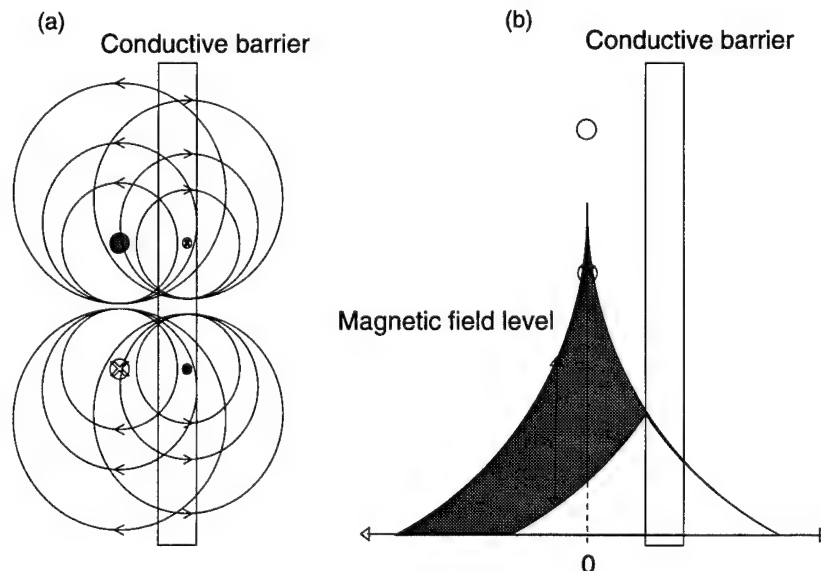 (a)
Conductive barrier
(b)
Conductive barrier
Magnetic field level
0